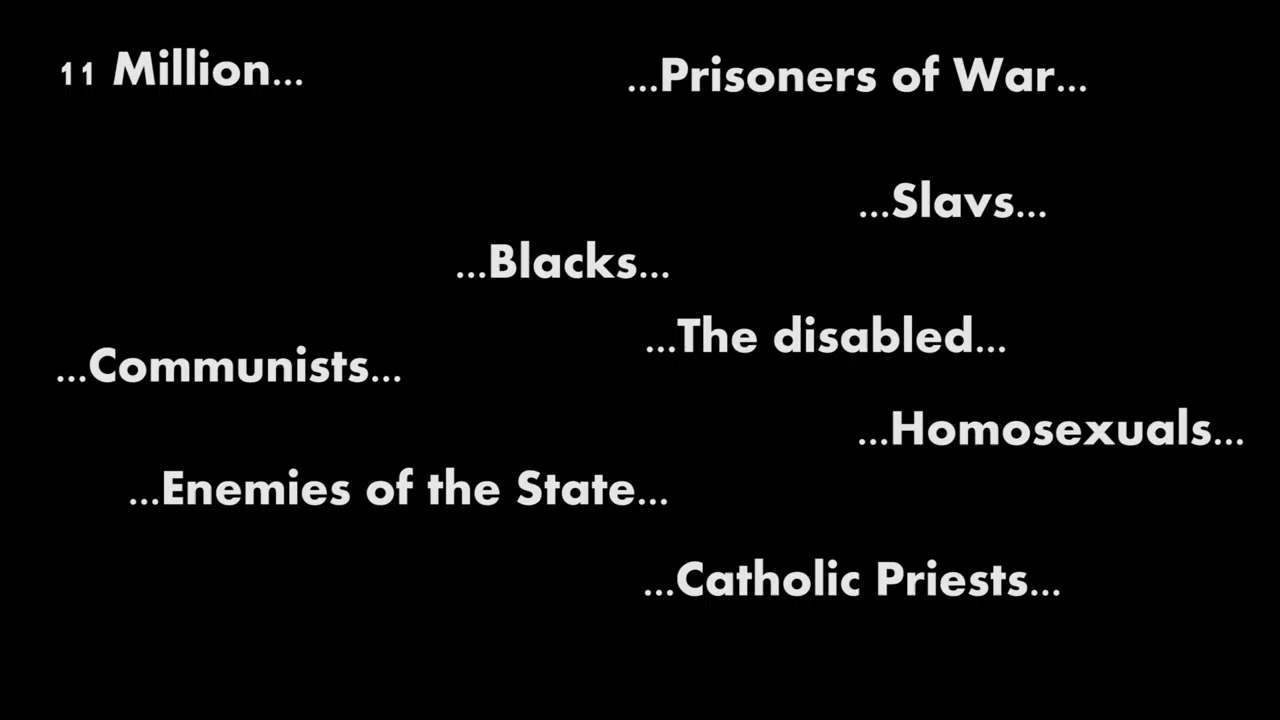 11 Million...
...Prisoners of War...
...Slavs...
...Blacks...
...The disabled...
...Communists...
...Homosexuals...
...Enemies of the State...
...Catholic Priests...